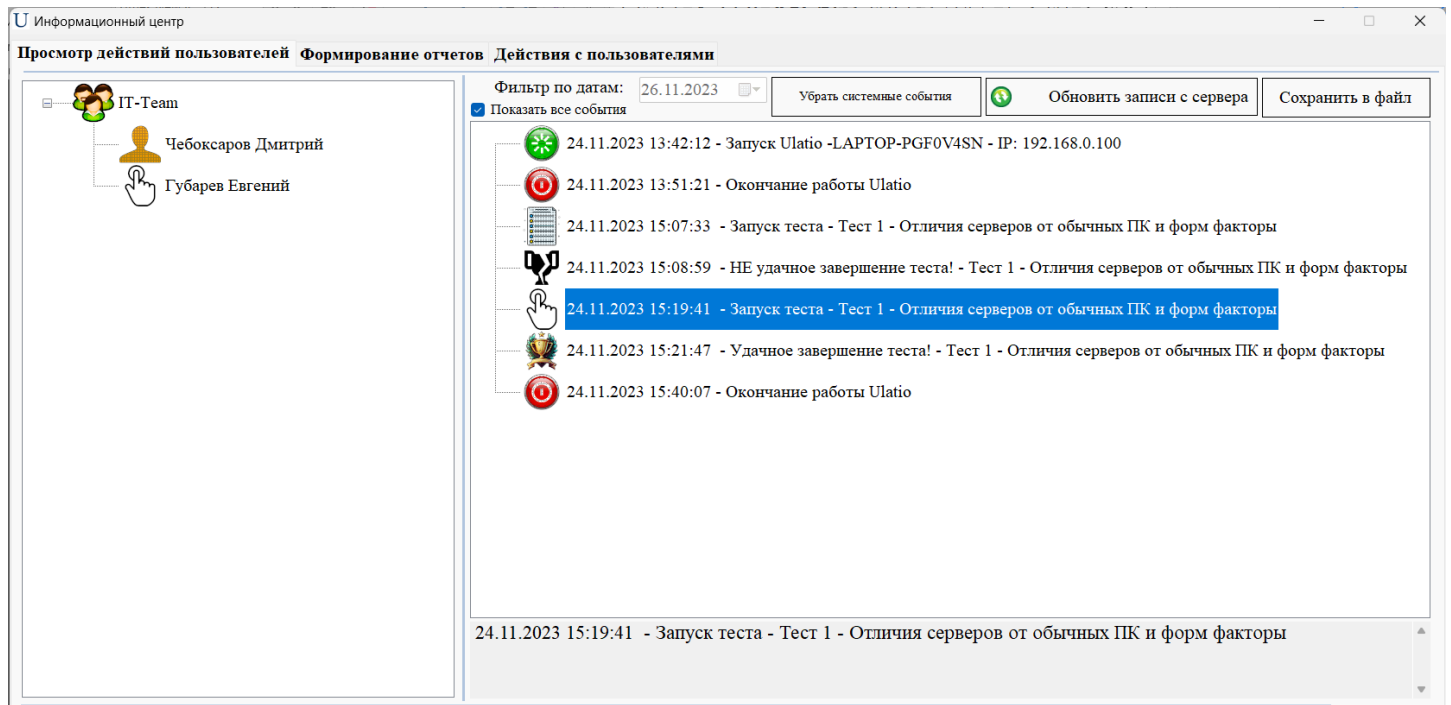 U Информационный центр
Просмотр действий пользователей Формирование отчетов Действия с пользователями
IT-Team
Чебоксаров Дмитрий
Губарев Евгений
Фильтр по датам: 26.11.2023
Показать все события
Убрать системные события
Обновить записи с сервера
Сохранить в файл
24.11.2023 13:42:12 - Запуск Ulatio -LAPTOP-PGF0V4SN - IP: 192.168.0.100
24.11.2023 13:51:21 - Окончание работы Ulatio
24.11.2023 15:07:33 - Запуск теста - Тест 1 - Отличия серверов от обычных ПК и форм факторы
24.11.2023 15:08:59 - НЕ удачное завершение теста! - Тест 1 - Отличия серверов от обычных ПК и форм факторы
24.11.2023 15:19:41 - Запуск теста - Тест 1 - Отличия серверов от обычных ПК и форм факторы
24.11.2023 15:21:47 - Удачное завершение теста! - Тест 1 - Отличия серверов от обычных ПК и форм факторы
24.11.2023 15:40:07 - Окончание работы Ulatio
24.11.2023 15:19:41 - Запуск теста - Тест 1 - Отличия серверов от обычных ПК и форм факторы